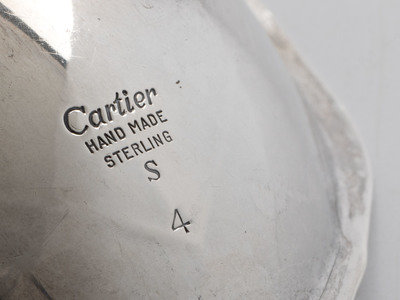 Cartier
HAND MADE
STERLING
S
4